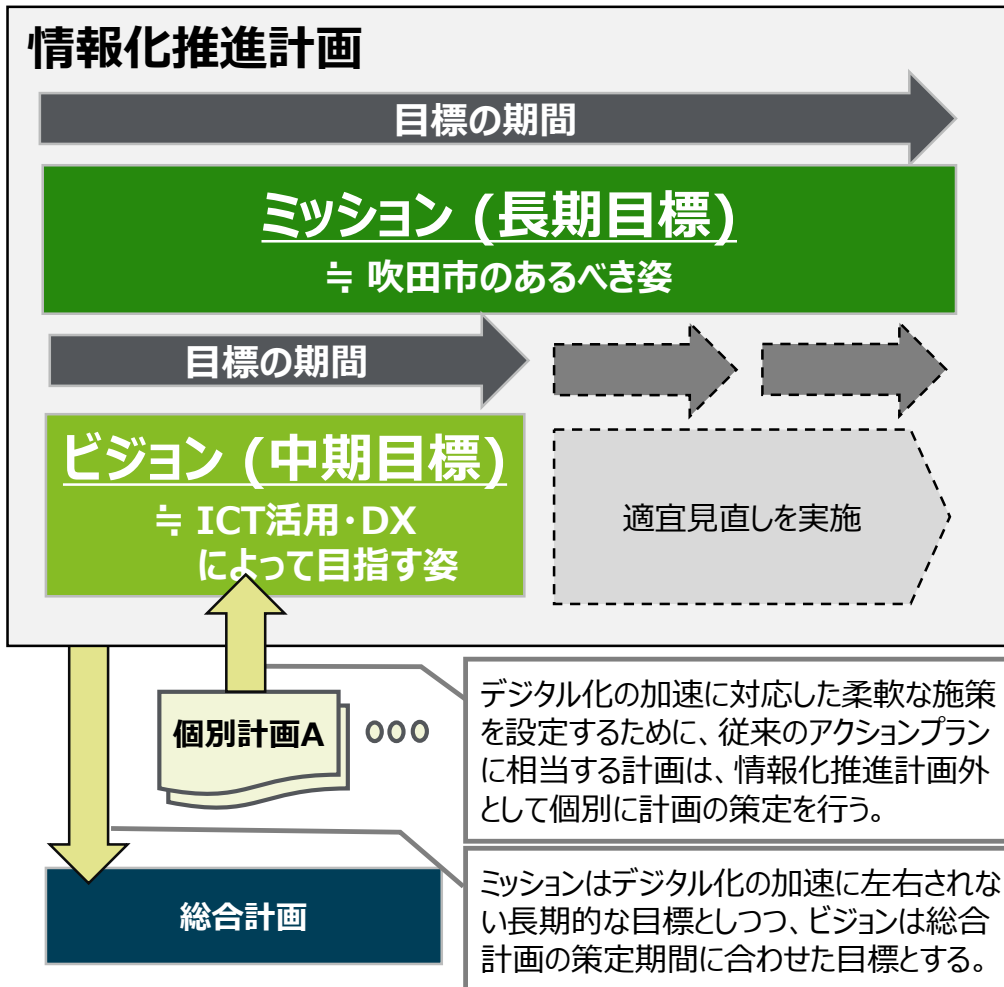 情報化推進計画
目標の期間
ミッション (長期目標)
≒ 吹田市のあるべき姿
目標の期間
ビジョン (中期目標)
≒ ICT活用・DX
によって目指す姿
適宜見直しを実施
個別計画A
デジタル化の加速に対応した柔軟な施策
を設定するために、従来のアクションプラン
に相当する計画は、情報化推進計画外
として個別に計画の策定を行う。
総合計画
ミッションはデジタル化の加速に左右されな
い長期的な目標としつつ、ビジョンは総合
計画の策定期間に合わせた目標とする。